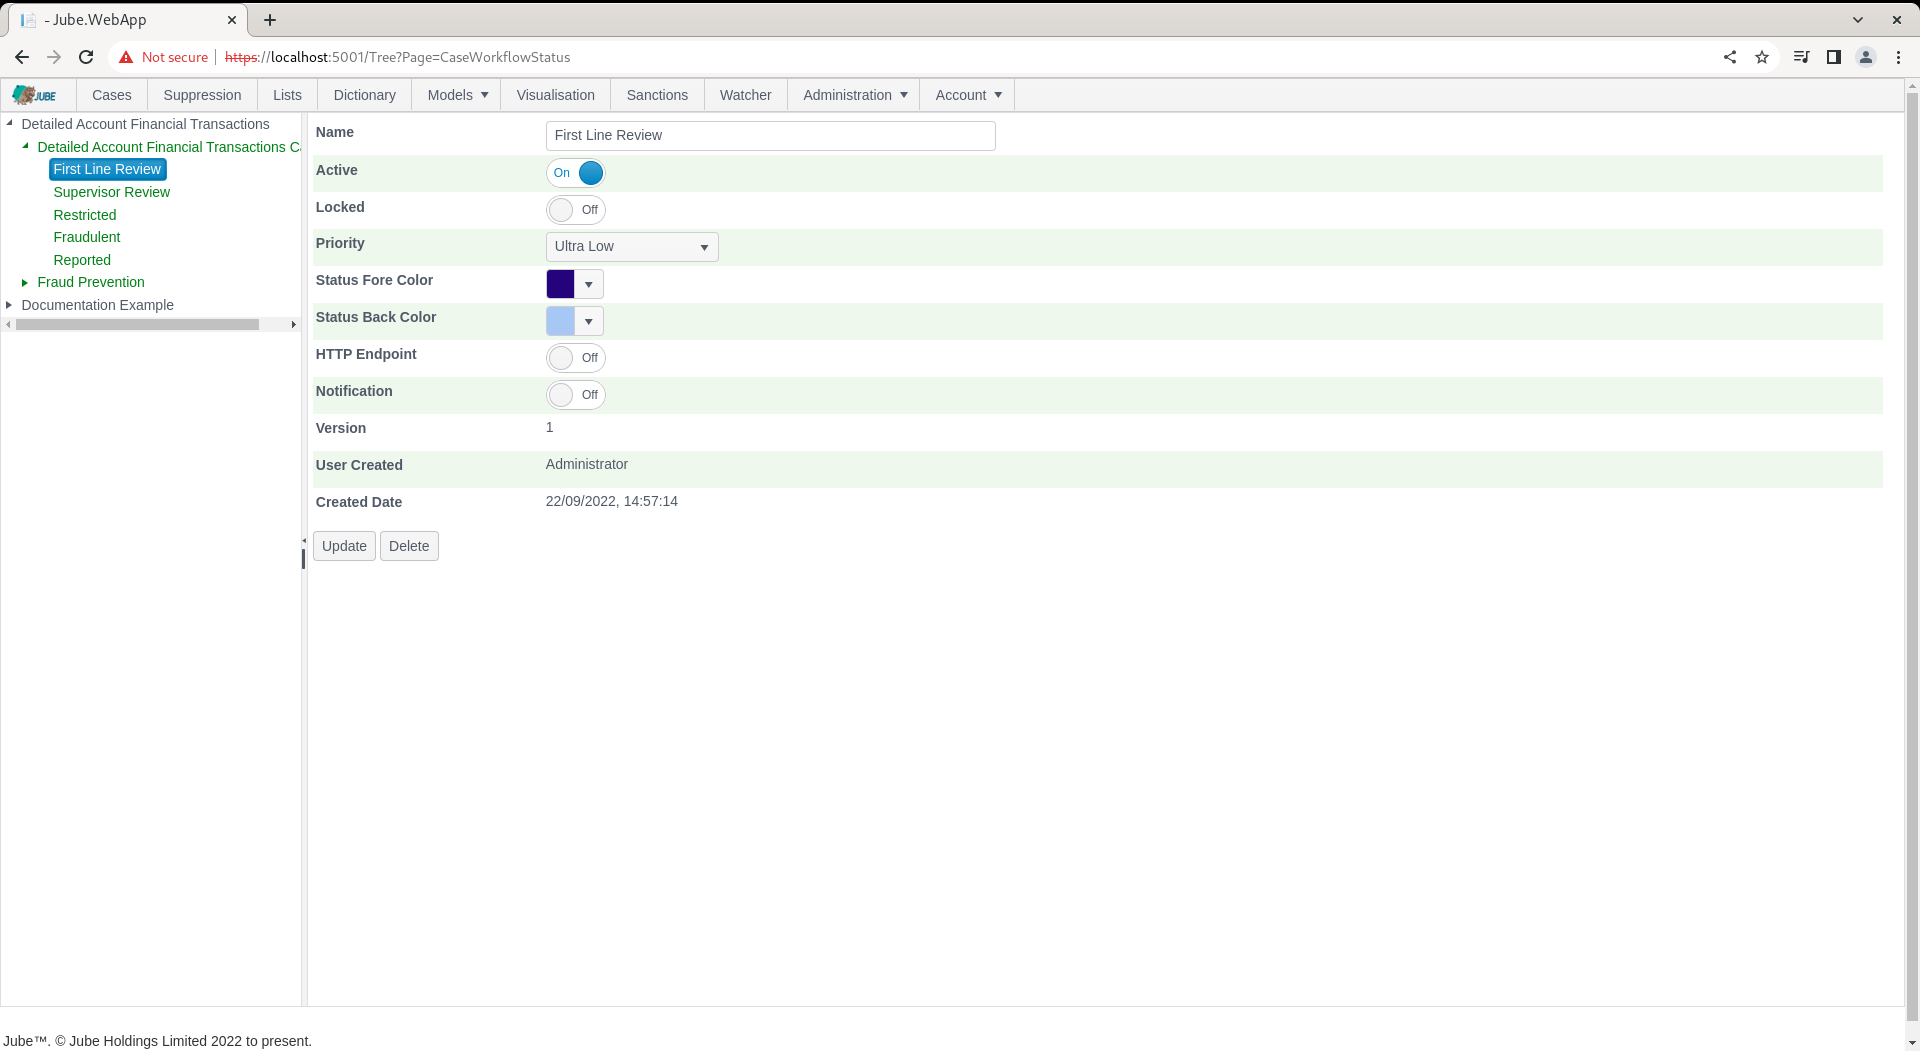 - Jube.WebApp
Not secure https://localhost:5001/Tree?Page=CaseWorkflowStatus
JUBE Cases Suppression Lists Dictionary Models Visualisation Sanctions Watcher Administration Account
Detailed Account Financial Transactions
Detailed Account Financial Transactions Ca
First Line Review
Supervisor Review
Restricted
Fraudulent
Reported
Fraud Prevention
Documentation Example
Name First Line Review
Active On
Locked Off
Priority Ultra Low
Status Fore Color
Status Back Color
HTTP Endpoint Off
Notification Off
Version 1
User Created Administrator
Created Date 22/09/2022, 14:57:14
Update Delete
Jube™. © Jube Holdings Limited 2022 to present.